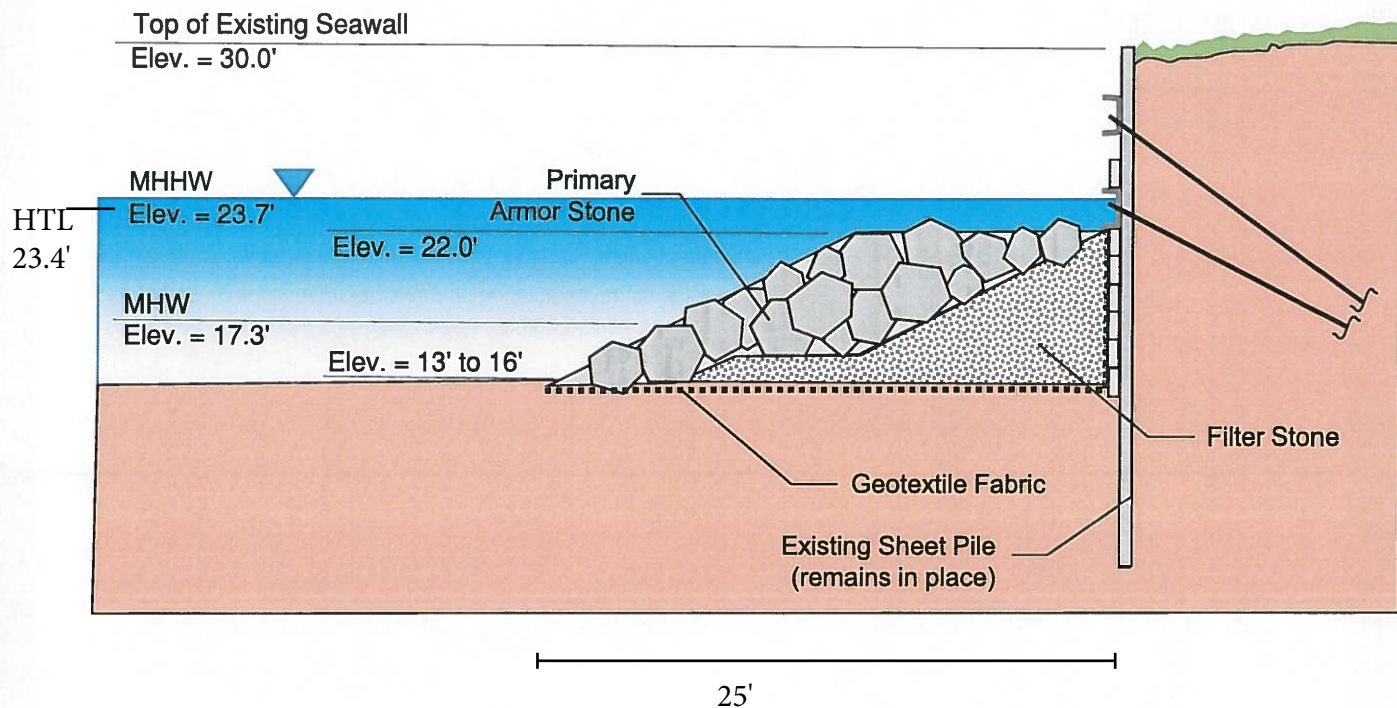 Top of Existing Seawall
Elev. = 30.0'
MHHW
Elev. = 23.7'
HTL
23.4'
Primary
Armor Stone
Elev. = 22.0'
MHW
Elev. = 17.3'
Elev. = 13' to 16'
Filter Stone
Geotextile Fabric
Existing Sheet Pile
(remains in place)
25'